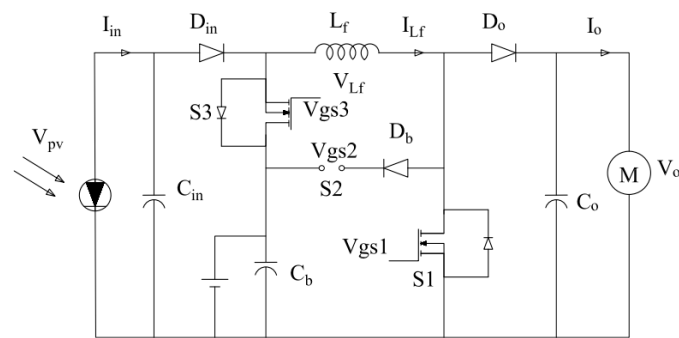 I_in D_in L_f I_Lf D_o I_o
V_Lf
S3 Vgs3
V_pv Vgs2 D_b
C_in S2 C_o M V_o
Vgs1
C_b S1